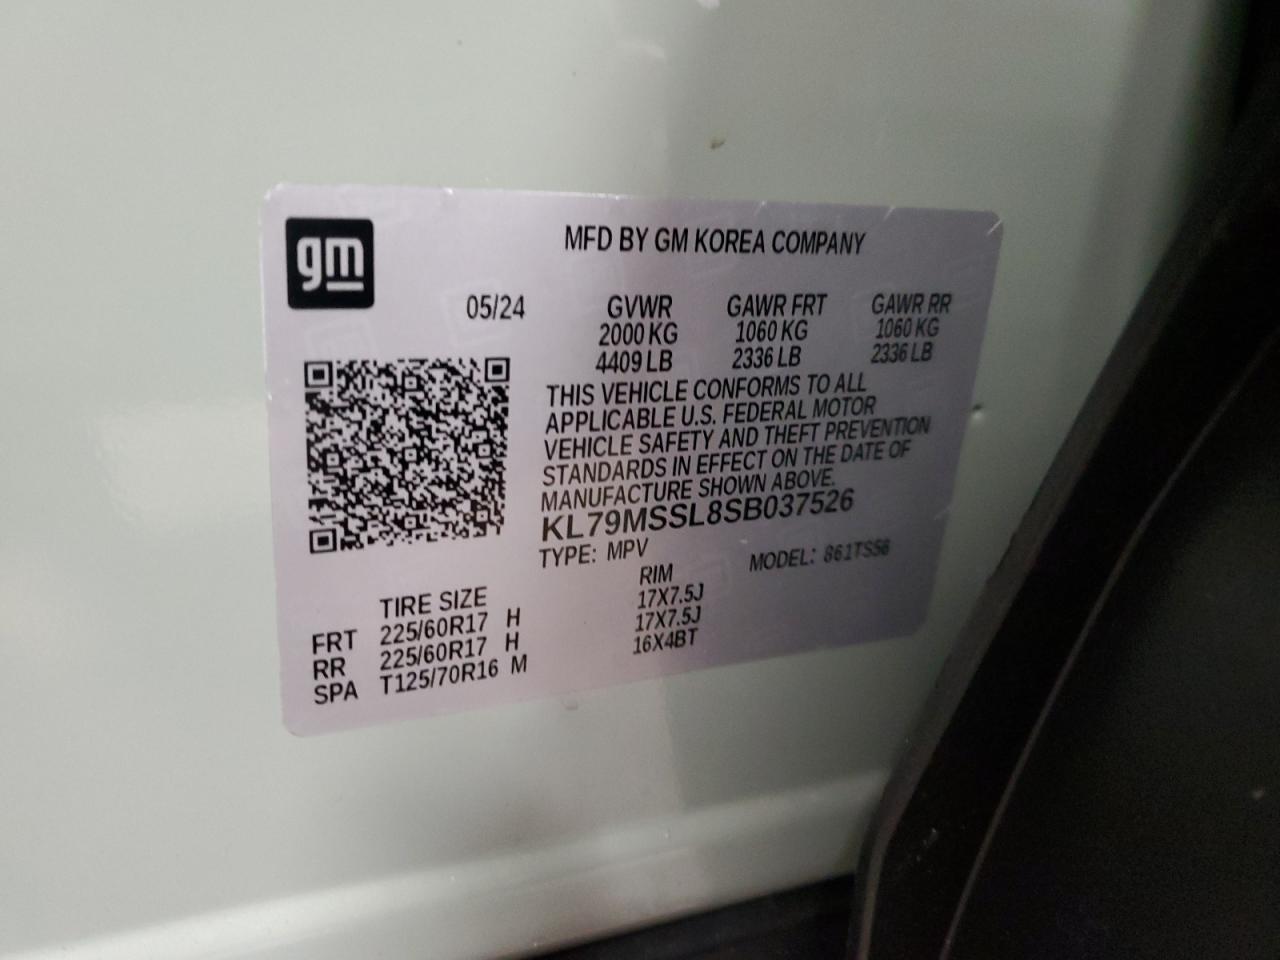 gm
MFD BY GM KOREA COMPANY
05/24 GVWR GAWR FRT GAWR RR
2000 KG 1060 KG 1060 KG
4409 LB 2336 LB 2336 LB
THIS VEHICLE CONFORMS TO ALL
APPLICABLE U.S. FEDERAL MOTOR
VEHICLE SAFETY AND THEFT PREVENTION
STANDARDS IN EFFECT ON THE DATE OF
MANUFACTURE SHOWN ABOVE.
KL79MSSL8SB037526
TYPE: MPV MODEL: 861TS56
TIRE SIZE RIM
FRT 225/60R17 H 17X7.5J
RR 225/60R17 H 17X7.5J
SPA T125/70R16 M 16X4BT